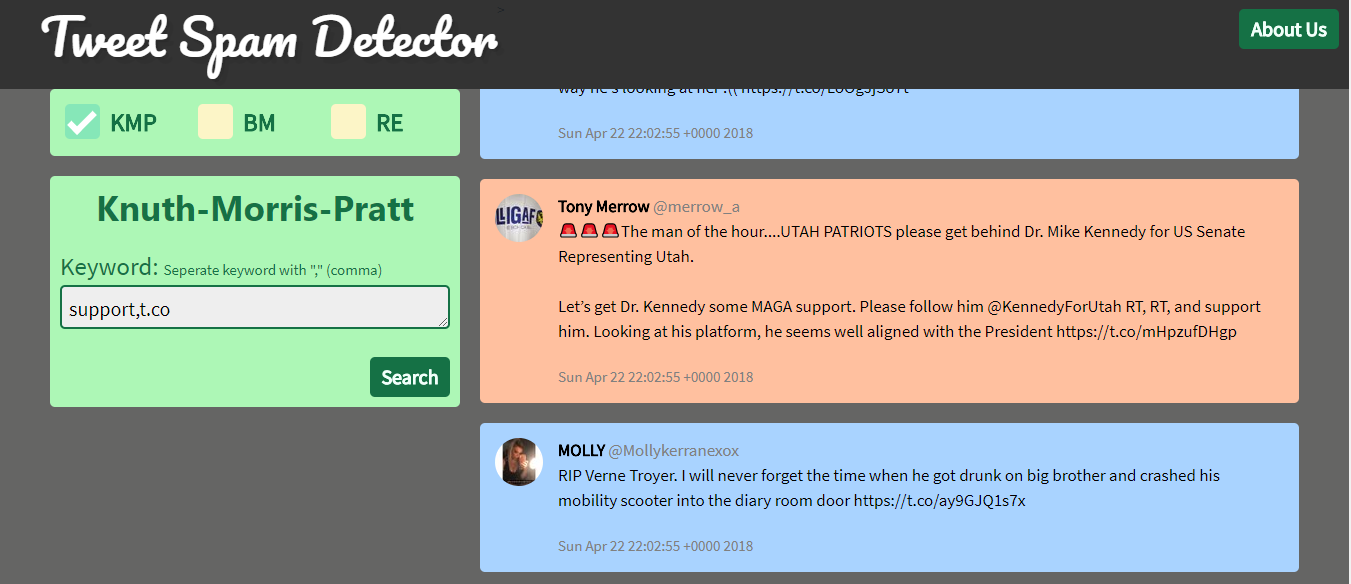 Tweet Spam Detector
>
About Us
KMP
BM
RE
Knuth-Morris-Pratt
Keyword: Seperate keyword with "," (comma)
support,t.co
Search
Sun Apr 22 22:02:55 +0000 2018
Tony Merrow @merrow_a
🚨🚨🚨The man of the hour....UTAH PATRIOTS please get behind Dr. Mike Kennedy for US Senate
Representing Utah.
Let’s get Dr. Kennedy some MAGA support. Please follow him @KennedyForUtah RT, RT, and support
him. Looking at his platform, he seems well aligned with the President https://t.co/mHpzufDHgp
Sun Apr 22 22:02:55 +0000 2018
MOLLY @Mollykerranexox
RIP Verne Troyer. I will never forget the time when he got drunk on big brother and crashed his
mobility scooter into the diary room door https://t.co/ay9GJQ1s7x
Sun Apr 22 22:02:55 +0000 2018